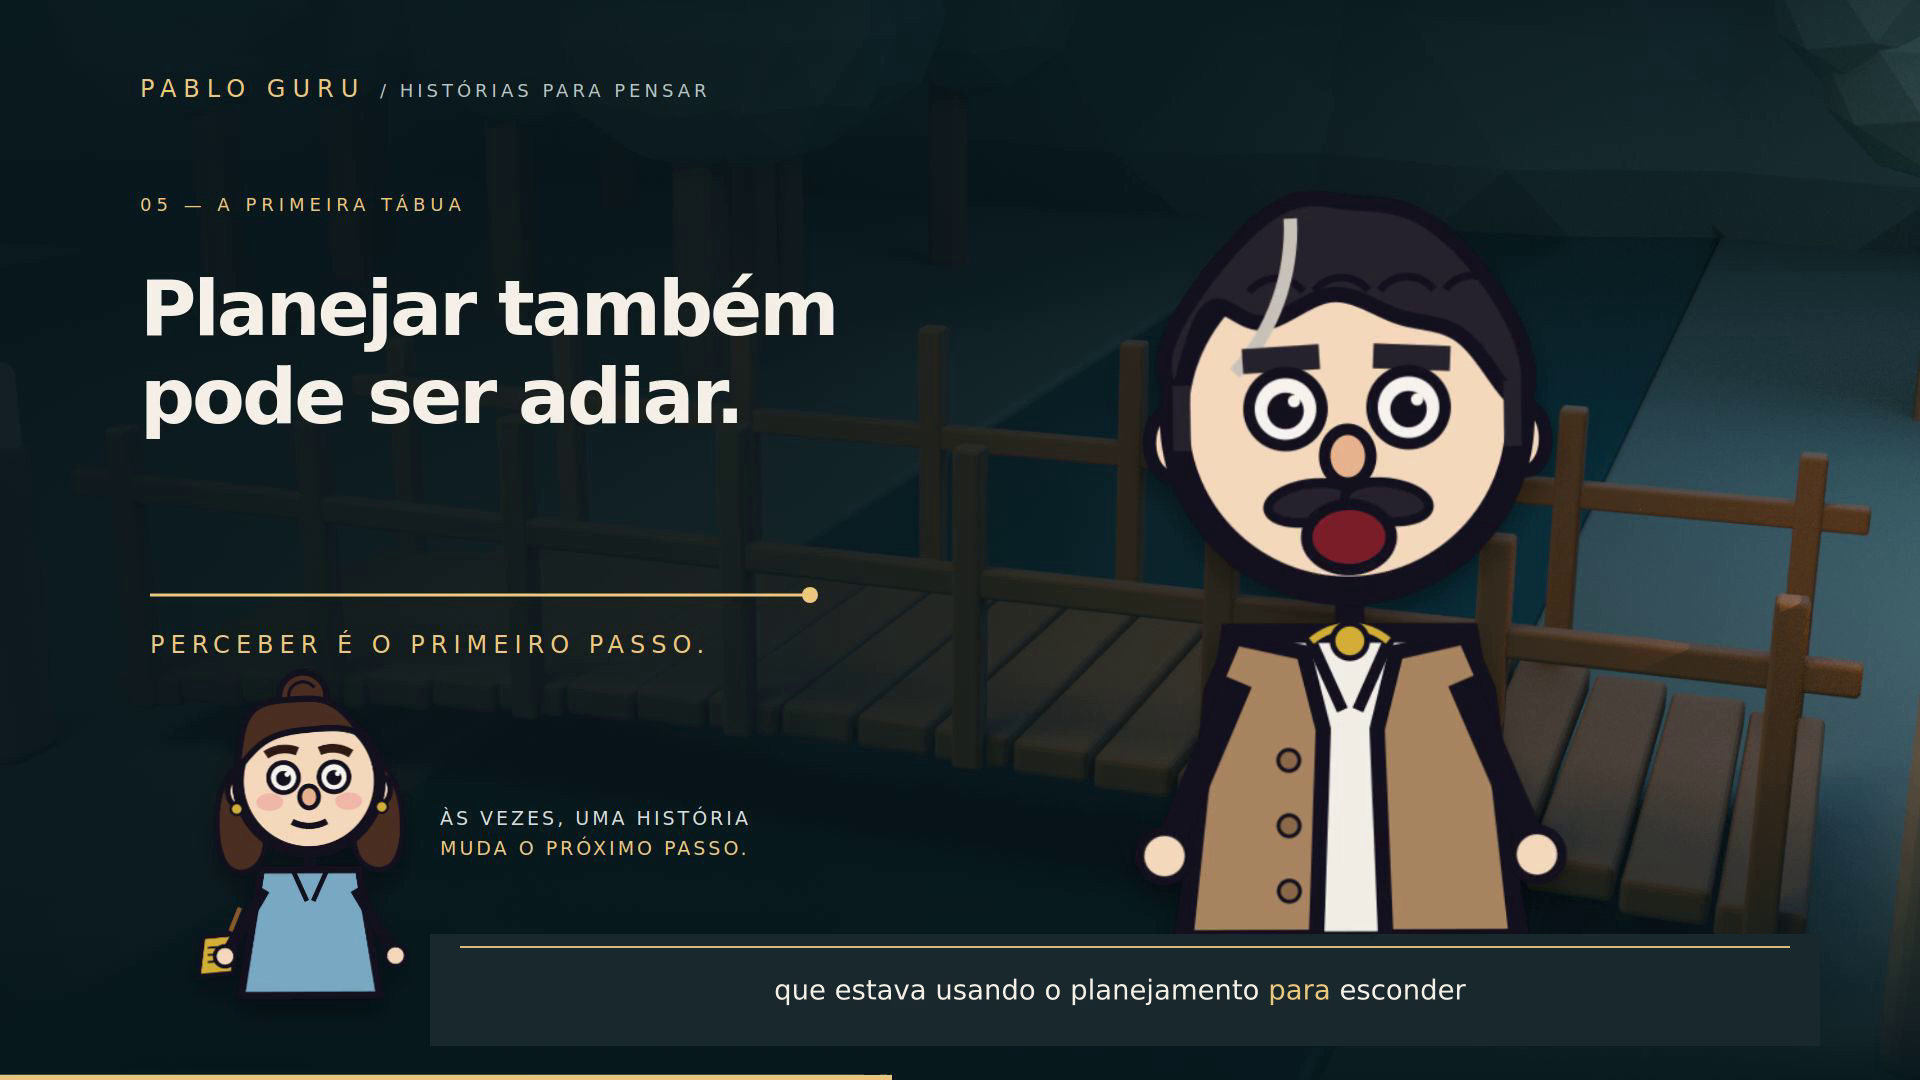 PABLO GURU / HISTÓRIAS PARA PENSAR
05 — A PRIMEIRA TÁBUA
Planejar também
pode ser adiar.
PERCEBER É O PRIMEIRO PASSO.
ÀS VEZES, UMA HISTÓRIA
MUDA O PRÓXIMO PASSO.
que estava usando o planejamento para esconder